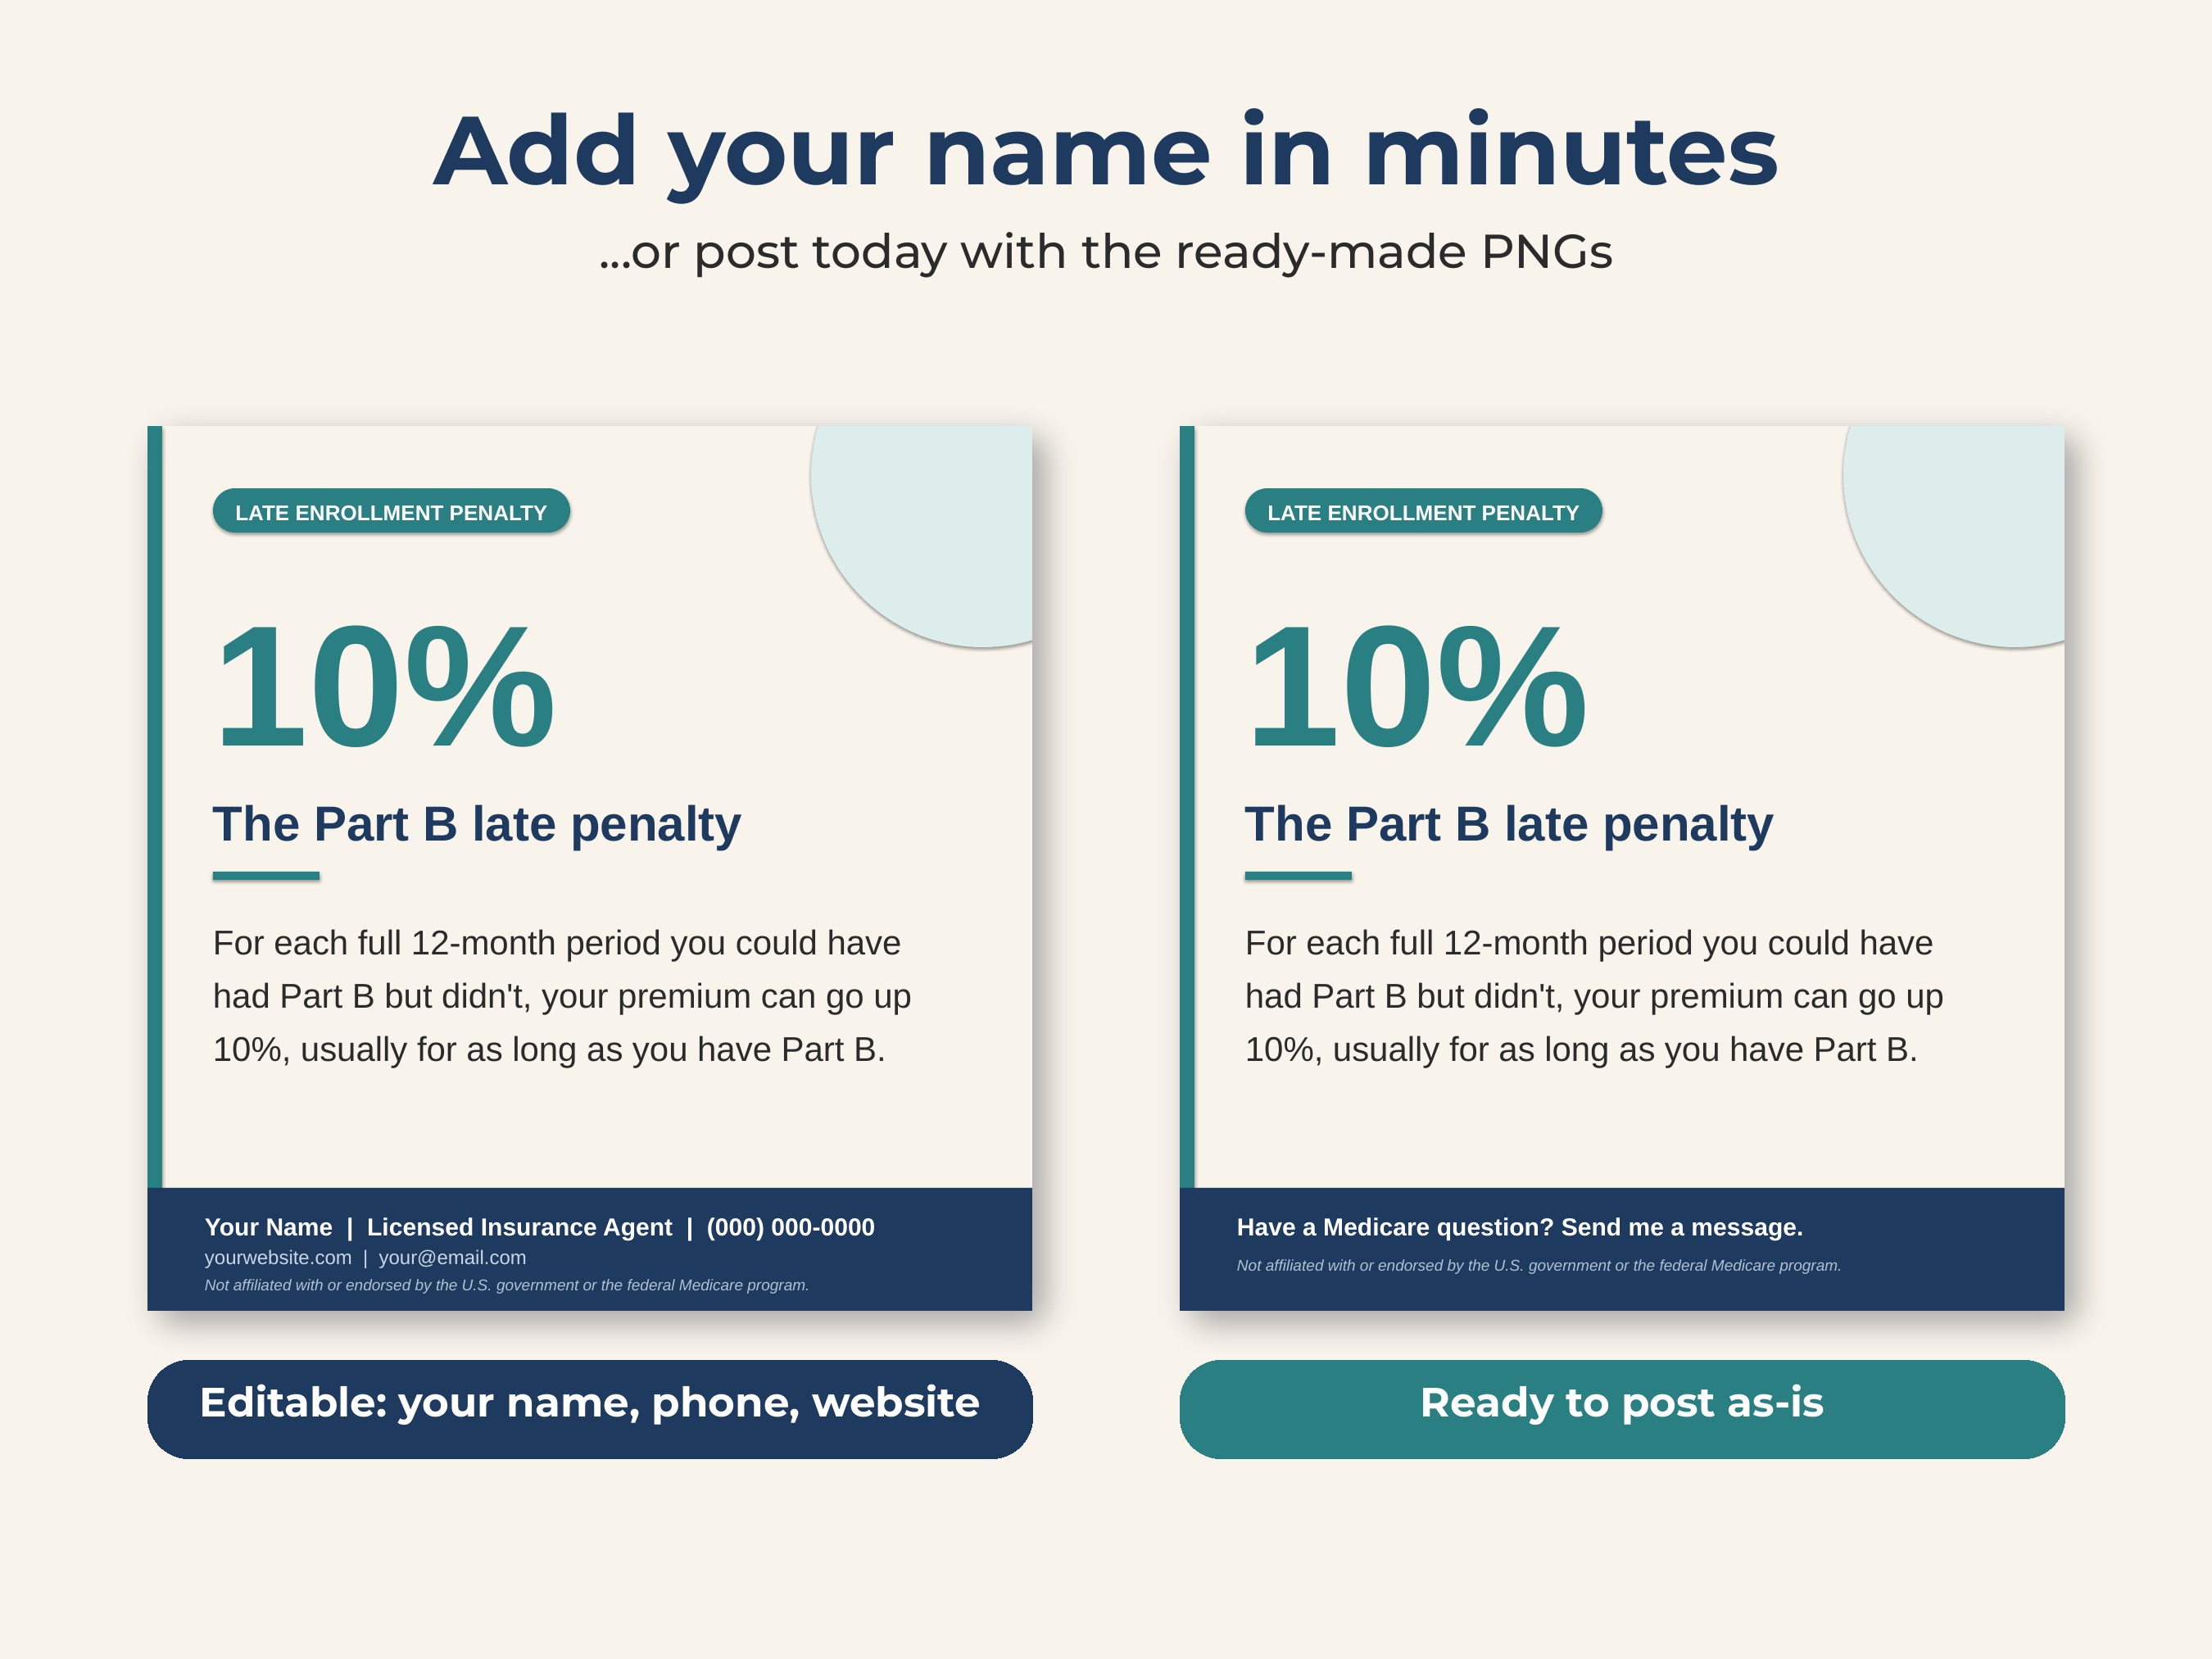 Add your name in minutes
...or post today with the ready-made PNGs
LATE ENROLLMENT PENALTY
10%
The Part B late penalty
For each full 12-month period you could have
had Part B but didn't, your premium can go up
10%, usually for as long as you have Part B.
Your Name | Licensed Insurance Agent | (000) 000-0000
yourwebsite.com | your@email.com
Not affiliated with or endorsed by the U.S. government or the federal Medicare program.
Editable: your name, phone, website
LATE ENROLLMENT PENALTY
10%
The Part B late penalty
For each full 12-month period you could have
had Part B but didn't, your premium can go up
10%, usually for as long as you have Part B.
Have a Medicare question? Send me a message.
Not affiliated with or endorsed by the U.S. government or the federal Medicare program.
Ready to post as-is